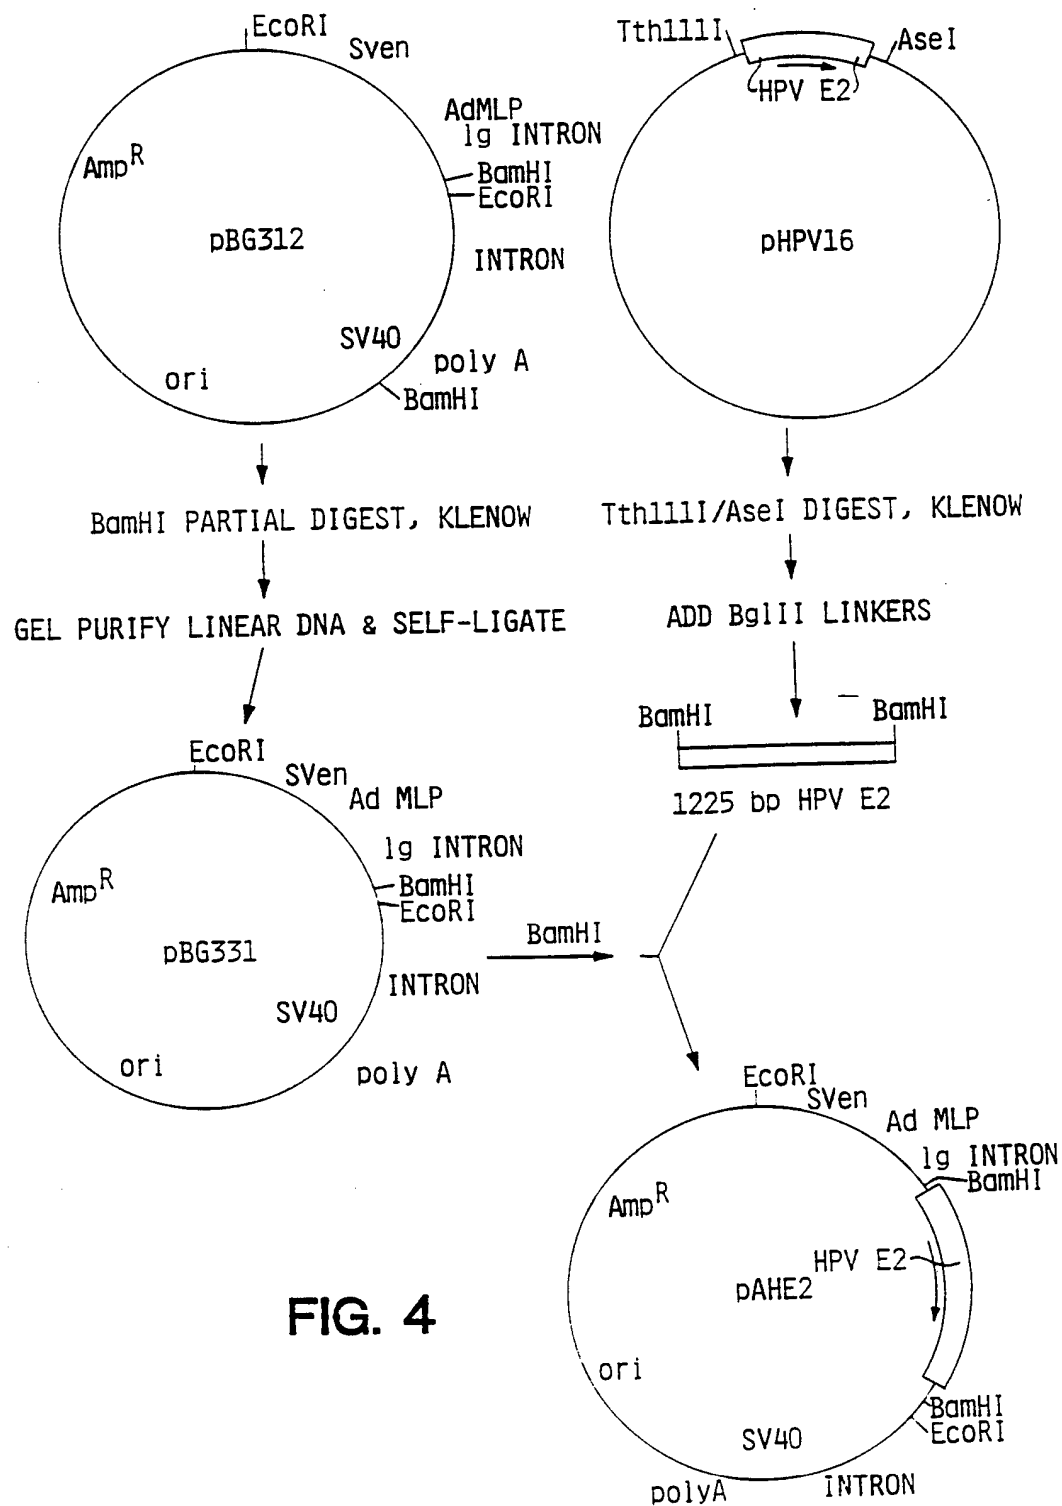 EcoRI
Sven
AdMLP
lg INTRON
BamHI
EcoRI
Amp^R
pBG312
INTRON
SV40
poly A
ori
BamHI
Tth111I
AseI
HPV E2
pHPV16
BamHI PARTIAL DIGEST, KLENOW
GEL PURIFY LINEAR DNA & SELF-LIGATE
Tth111I/AseI DIGEST, KLENOW
ADD BglII LINKERS
BamHI
BamHI
1225 bp HPV E2
EcoRI
SVen
Ad MLP
lg INTRON
BamHI
EcoRI
Amp^R
pBG331
INTRON
SV40
ori
poly A
BamHI
EcoRI
SVen
Ad MLP
lg INTRON
BamHI
Amp^R
HPV E2
pAHE2
ori
BamHI
EcoRI
SV40
polyA
INTRON
FIG. 4